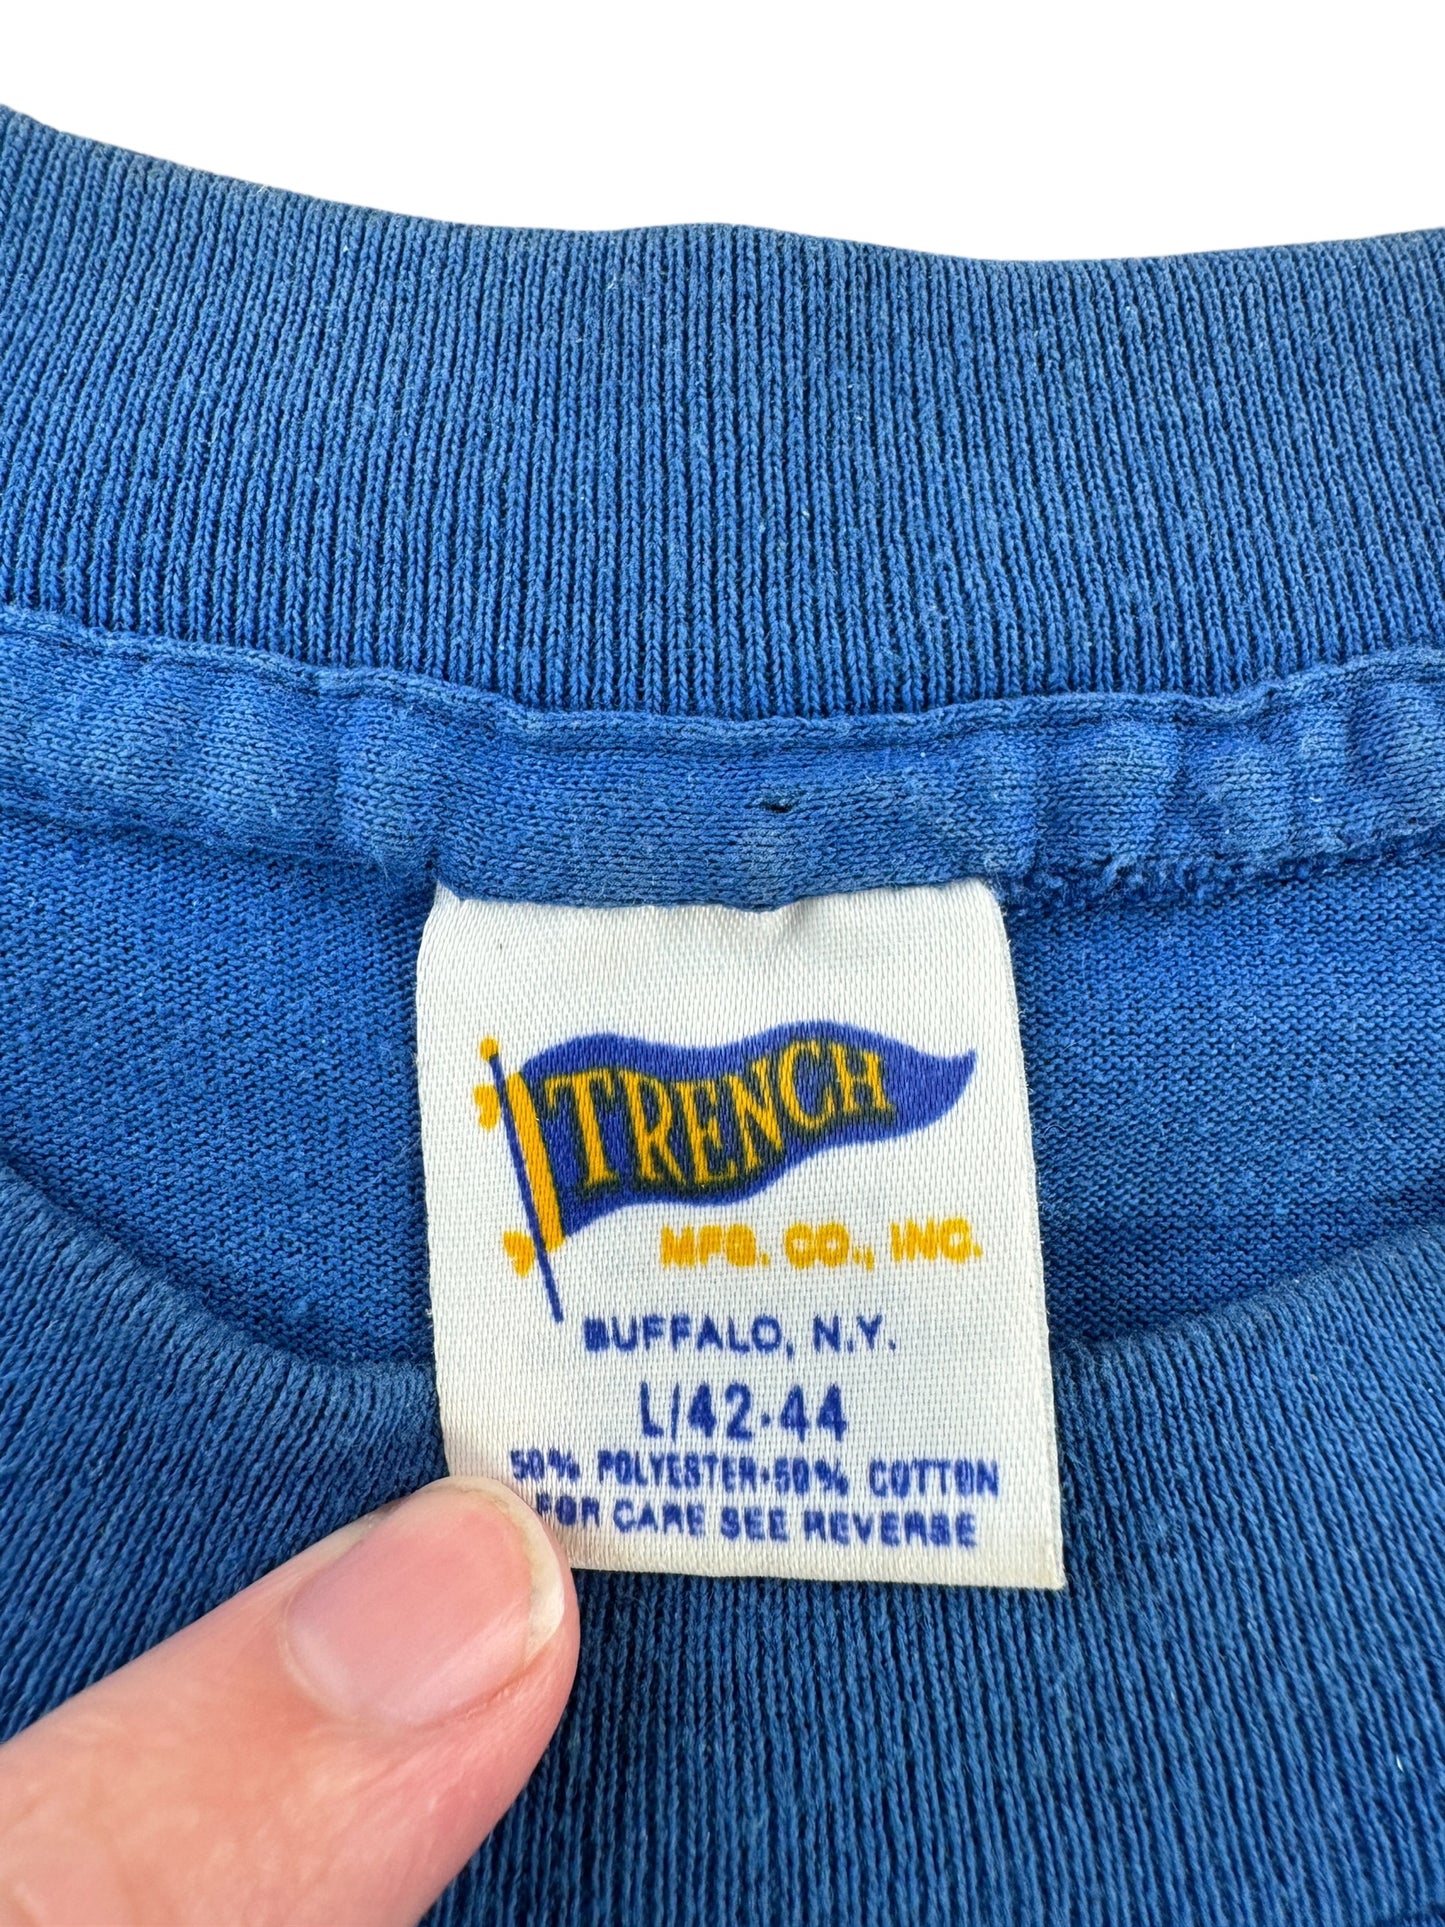 TRENCH
MFG. CO., INC.
BUFFALO, N.Y.
L/42-44
50% POLYESTER-50% COTTON
FOR CARE SEE REVERSE